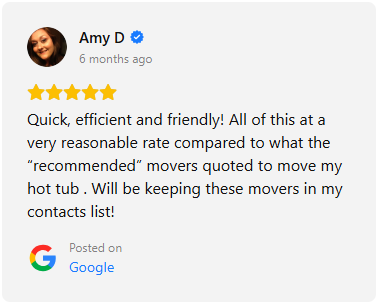 Amy D
6 months ago
Quick, efficient and friendly! All of this at a
very reasonable rate compared to what the
“recommended” movers quoted to move my
hot tub . Will be keeping these movers in my
contacts list!
Posted on
Google